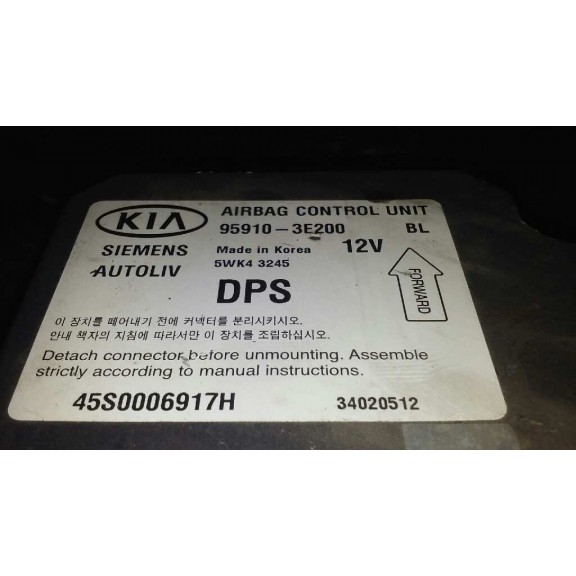 KIA AIRBAG CONTROL UNIT
95910-3E200 BL
SIEMENS Made in Korea 12V
AUTOLIV 5WK4 3245
DPS
FORWARD
이 장치를 떼어내기 전에 커넥터를 분리시키시오.
안내 책자의 지침에 따라서만 이 장치를 조립하십시오.
Detach connector before unmounting. Assemble
strictly according to manual instructions.
45S0006917H 34020512